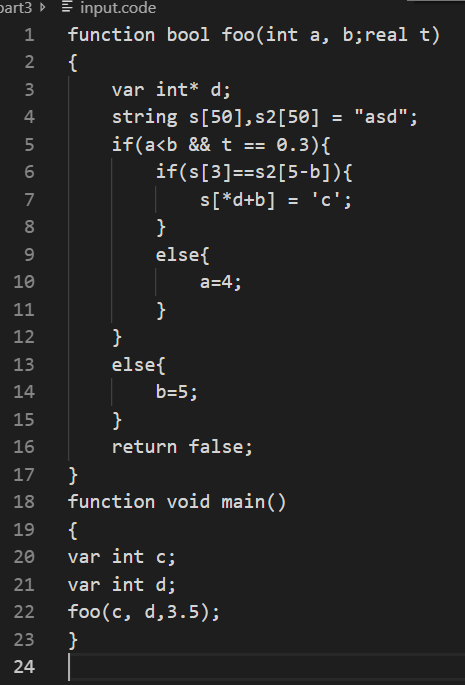 part3 > input.code
1 function bool foo(int a, b;real t)
2 {
3 var int* d;
4 string s[50],s2[50] = "asd";
5 if(a<b && t == 0.3){
6 if(s[3]==s2[5-b]){
7 s[*d+b] = 'c';
8 }
9 else{
10 a=4;
11 }
12 }
13 else{
14 b=5;
15 }
16 return false;
17 }
18 function void main()
19 {
20 var int c;
21 var int d;
22 foo(c, d,3.5);
23 }
24